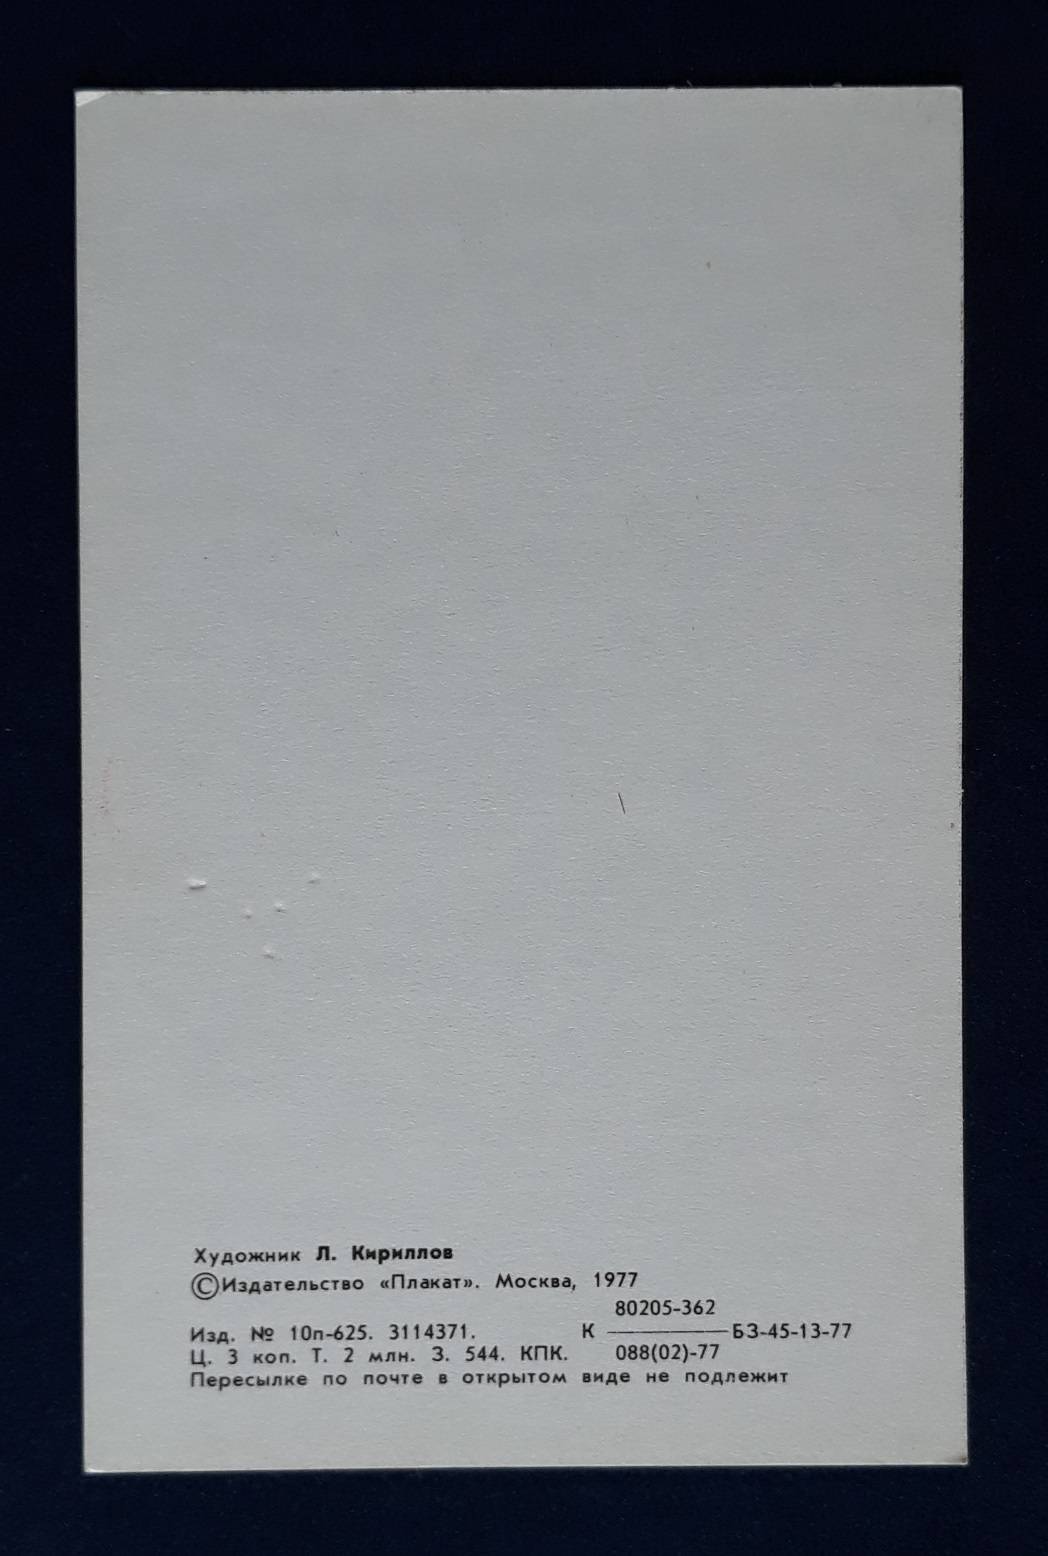 Художник Л. Кириллов
©Издательство «Плакат». Москва, 1977
80205-362
Изд. № 10п-625. 3114371. К ————— БЗ-45-13-77
Ц. 3 коп. Т. 2 млн. З. 544. КПК. 088(02)-77
Пересылке по почте в открытом виде не подлежит